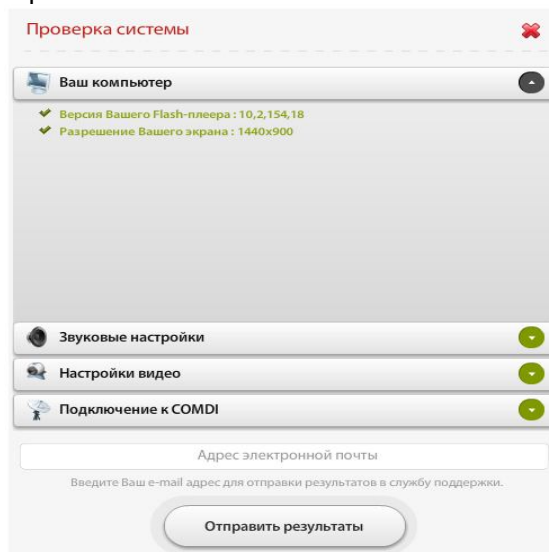 Проверка системы
Ваш компьютер
Версия Вашего Flash-плеера : 10,2,154,18
Разрешение Вашего экрана : 1440x900
Звуковые настройки
Настройки видео
Подключение к COMDI
Адрес электронной почты
Введите Ваш e-mail адрес для отправки результатов в службу поддержки.
Отправить результаты